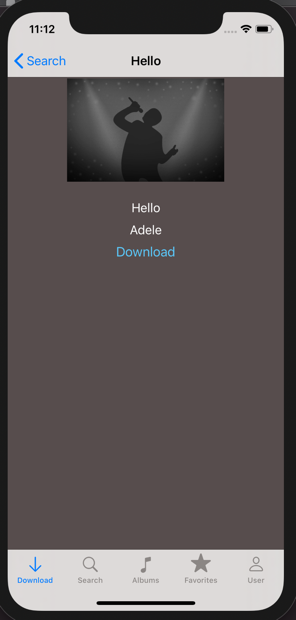 11:12
Search
Hello
Hello
Adele
Download
Download
Search
Albums
Favorites
User